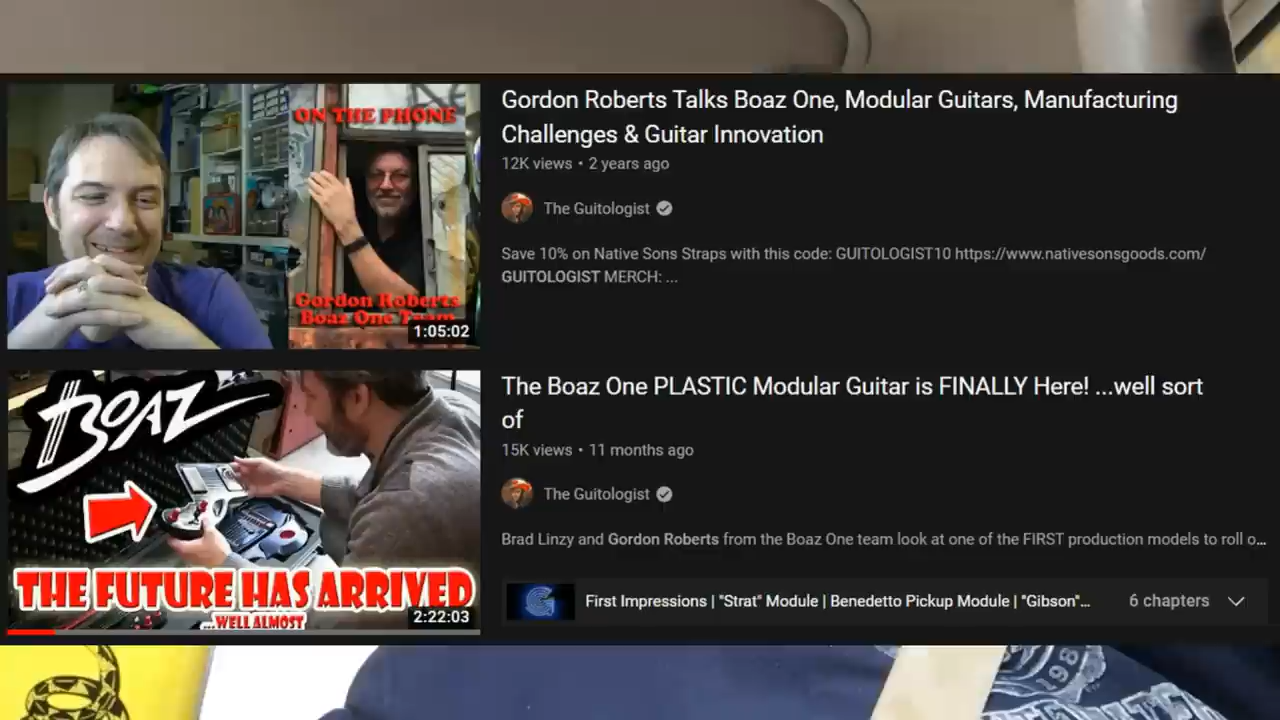 ON THE PHONE
Gordon Roberts
Boaz One Team
1:05:02
Gordon Roberts Talks Boaz One, Modular Guitars, Manufacturing
Challenges & Guitar Innovation
12K views • 2 years ago
The Guitologist
Save 10% on Native Sons Straps with this code: GUITOLOGIST10 https://www.nativesonsgoods.com/
GUITOLOGIST MERCH: ...
BOAZ
THE FUTURE HAS ARRIVED
...WELL ALMOST
2:22:03
The Boaz One PLASTIC Modular Guitar is FINALLY Here! ...well sort
of
15K views • 11 months ago
The Guitologist
Brad Linzy and Gordon Roberts from the Boaz One team look at one of the FIRST production models to roll o...
First Impressions | "Strat" Module | Benedetto Pickup Module | "Gibson"...
6 chapters